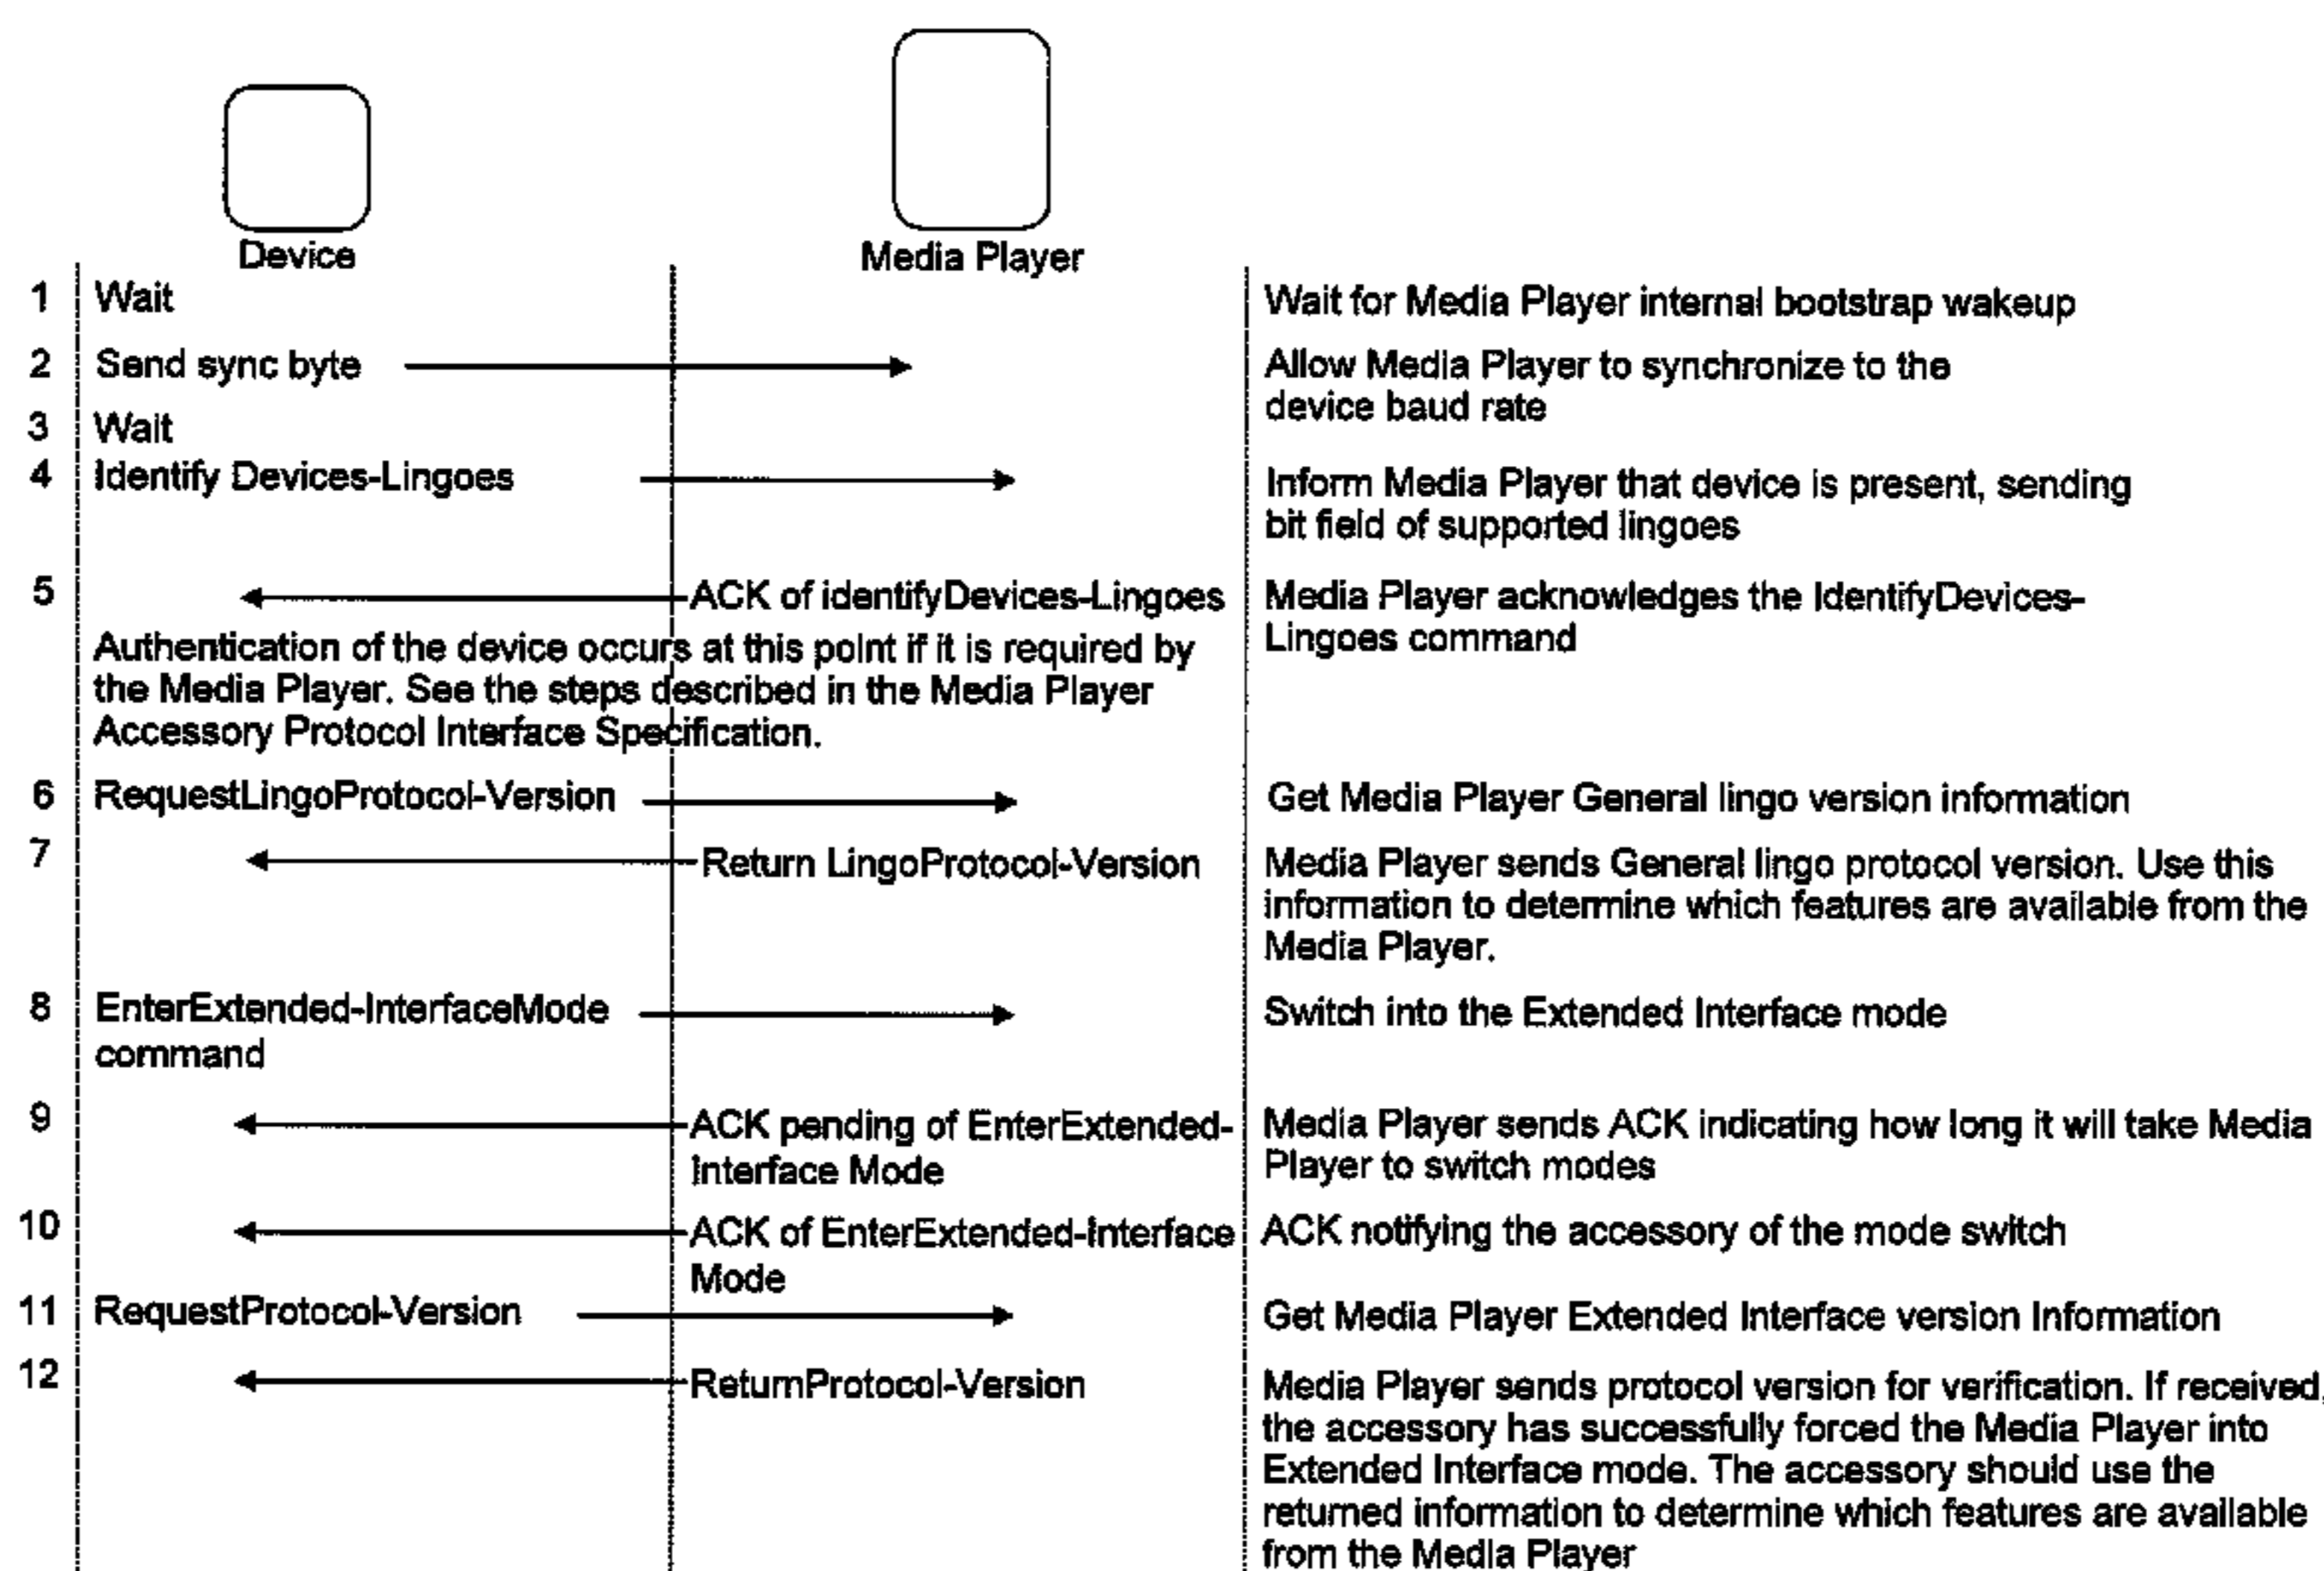 Device
Media Player
1 Wait Wait for Media Player internal bootstrap wakeup
2 Send sync byte Allow Media Player to synchronize to the
device baud rate
3 Wait
4 Identify Devices-Lingoes Inform Media Player that device is present, sending
bit field of supported lingoes
5 ACK of identifyDevices-Lingoes Media Player acknowledges the IdentifyDevices-
Lingoes command
Authentication of the device occurs at this point if it is required by
the Media Player. See the steps described in the Media Player
Accessory Protocol Interface Specification.
6 RequestLingoProtocol-Version Get Media Player General lingo version information
7 Return LingoProtocol-Version Media Player sends General lingo protocol version. Use this
information to determine which features are available from the
Media Player.
8 EnterExtended-InterfaceMode Switch into the Extended Interface mode
command
9 ACK pending of EnterExtended- Media Player sends ACK indicating how long it will take Media
Interface Mode Player to switch modes
10 ACK of EnterExtended-Interface ACK notifying the accessory of the mode switch
Mode
11 RequestProtocol-Version Get Media Player Extended Interface version Information
12 ReturnProtocol-Version Media Player sends protocol version for verification. If received,
the accessory has successfully forced the Media Player into
Extended Interface mode. The accessory should use the
returned information to determine which features are available
from the Media Player